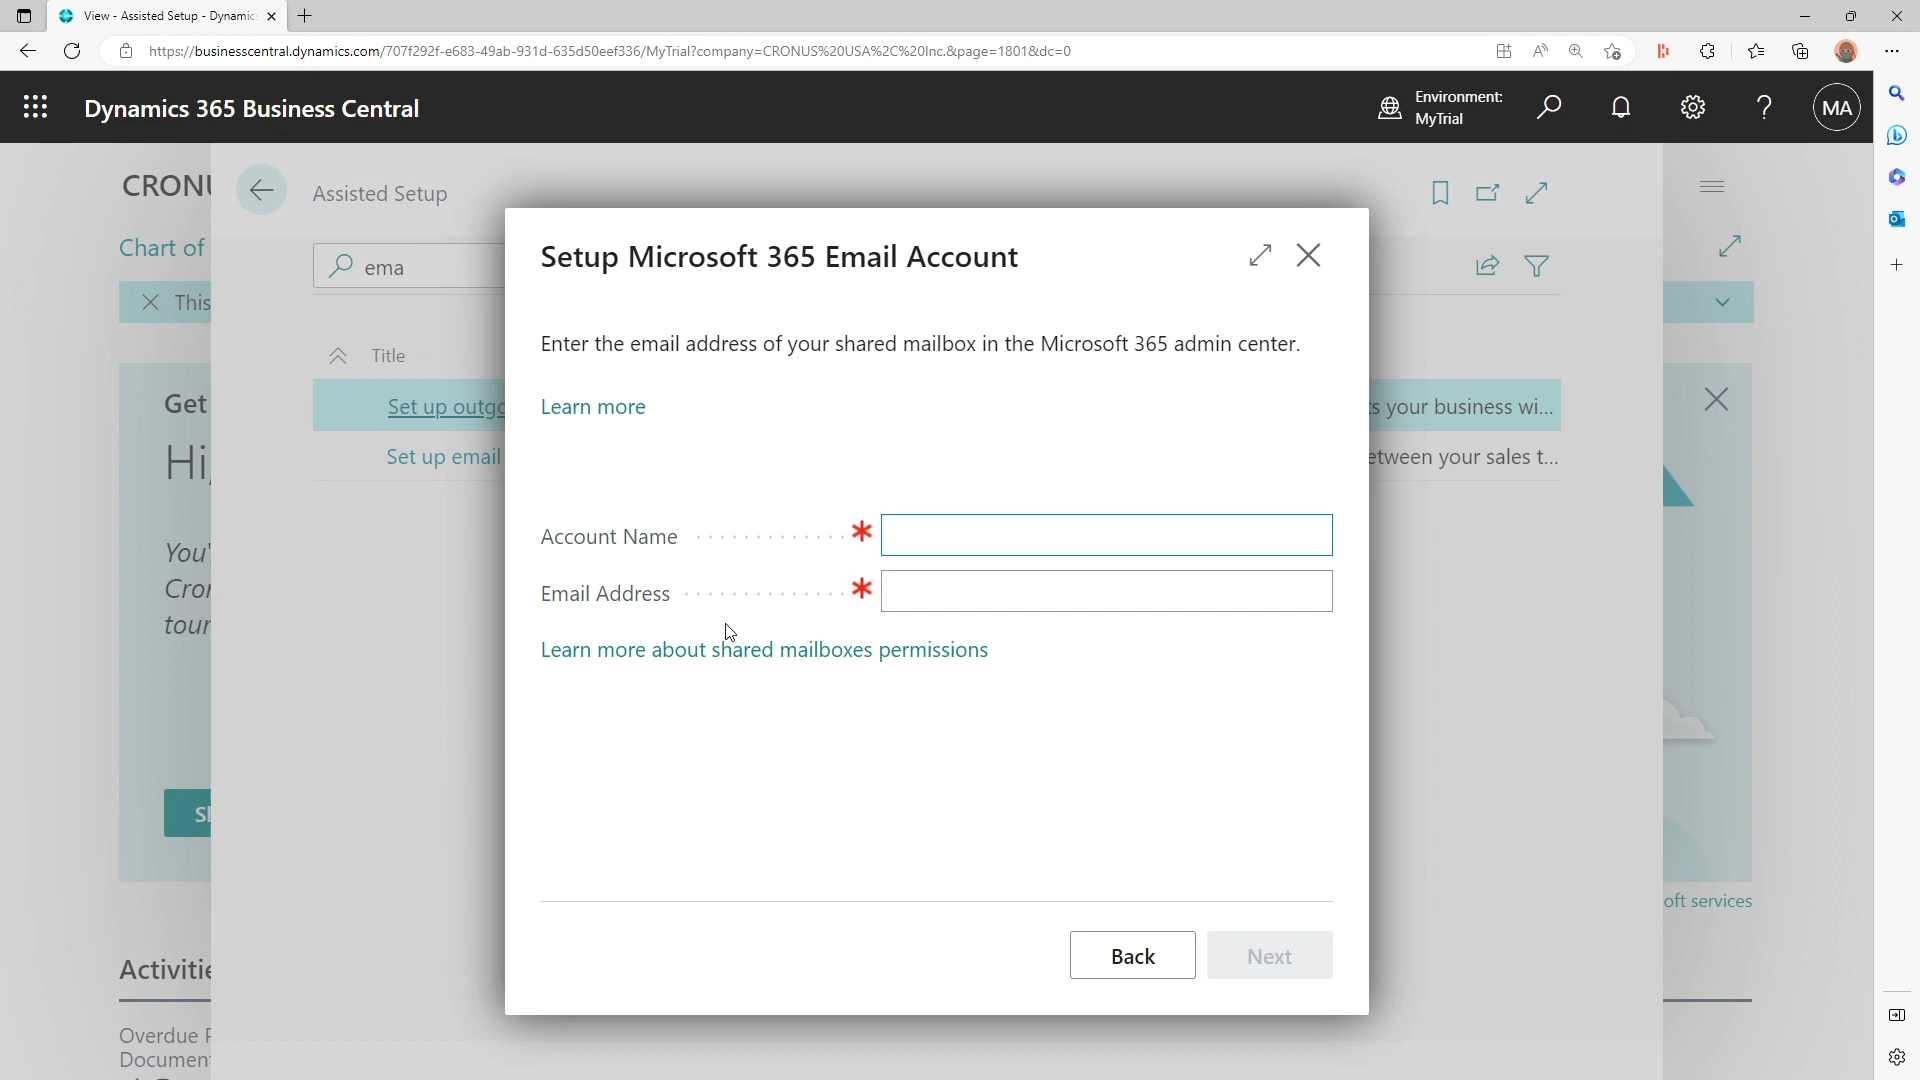 View - Assisted Setup - Dynamic
https://businesscentral.dynamics.com/707f292f-e683-49ab-931d-635d50eef336/MyTrial?company=CRONUS%20USA%2C%20Inc.&page=1801&dc=0
Dynamics 365 Business Central
Environment:
MyTrial
MA
CRONU
Assisted Setup
Chart of
ema
Setup Microsoft 365 Email Account
This
Enter the email address of your shared mailbox in the Microsoft 365 admin center.
Title
Get
Set up outgo
Learn more
s your business wi...
Hi,
Set up email
etween your sales t...
You'
Account Name
Cron
Email Address
tour
Learn more about shared mailboxes permissions
oft services
Back
Next
Activitie
Overdue P
Document